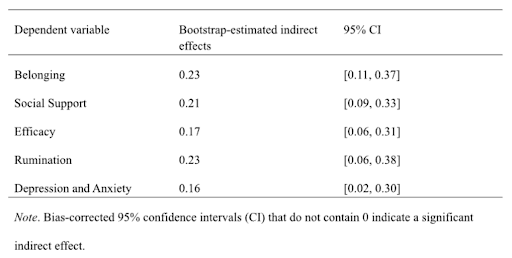 Dependent variable Bootstrap-estimated indirect 95% CI
effects
Belonging 0.23 [0.11, 0.37]
Social Support 0.21 [0.09, 0.33]
Efficacy 0.17 [0.06, 0.31]
Rumination 0.23 [0.06, 0.38]
Depression and Anxiety 0.16 [0.02, 0.30]
Note. Bias-corrected 95% confidence intervals (CI) that do not contain 0 indicate a significant
indirect effect.